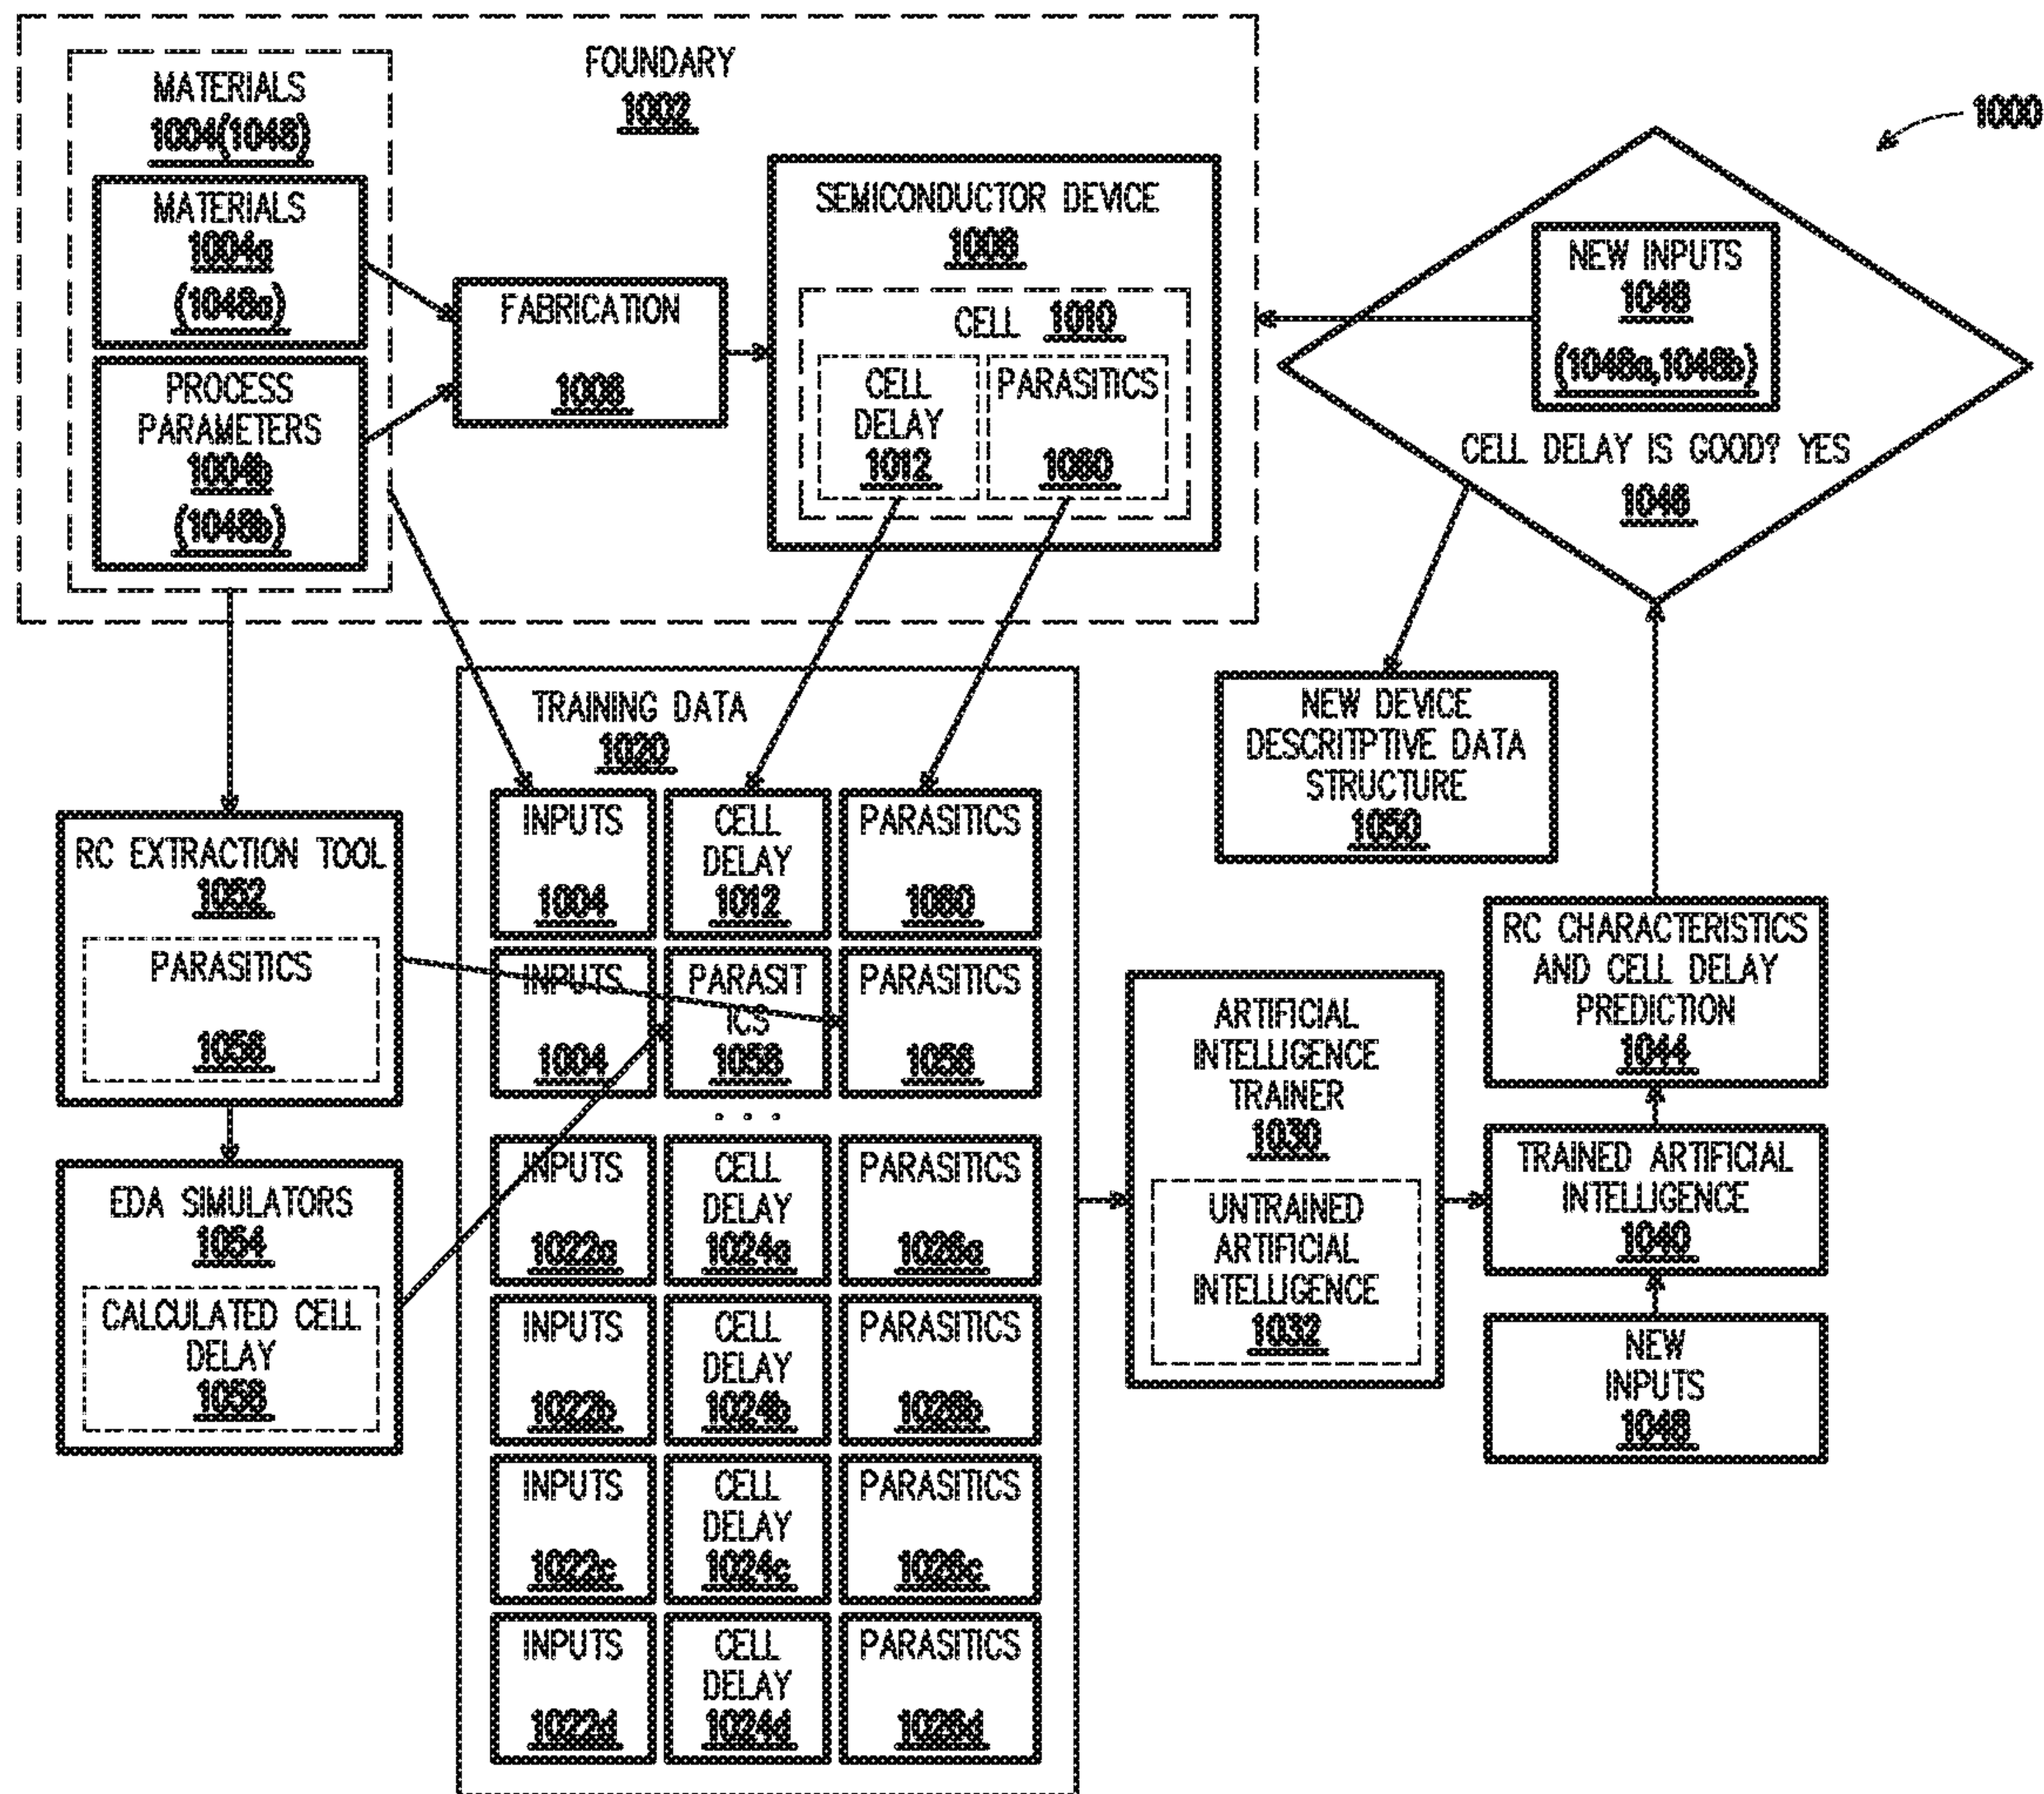 FOUNDARY
1002
1000
MATERIALS
1004(1048)
MATERIALS
1004a
(1048a)
PROCESS
PARAMETERS
1004b
(1048b)
FABRICATION
1008
SEMICONDUCTOR DEVICE
1008
CELL 1010
CELL
DELAY
1012
PARASITICS
1060
NEW INPUTS
1048
(1048a,1048b)
CELL DELAY IS GOOD? YES
1046
NEW DEVICE
DESCRITPTIVE DATA
STRUCTURE
1050
RC EXTRACTION TOOL
1052
PARASITICS
1056
EDA SIMULATORS
1054
CALCULATED CELL
DELAY
1058
TRAINING DATA
1020
INPUTS
1004
CELL
DELAY
1012
PARASITICS
1060
INPUTS
1004
PARASIT
ICS
1058
PARASITICS
1056
. . .
INPUTS
1022a
CELL
DELAY
1024a
PARASITICS
1026a
INPUTS
1022b
CELL
DELAY
1024b
PARASITICS
1026b
INPUTS
1022c
CELL
DELAY
1024c
PARASITICS
1026c
INPUTS
1022d
CELL
DELAY
1024d
PARASITICS
1026d
ARTIFICIAL
INTELLIGENCE
TRAINER
1030
UNTRAINED
ARTIFICIAL
INTELLIGENCE
1032
RC CHARACTERISTICS
AND CELL DELAY
PREDICTION
1044
TRAINED ARTIFICIAL
INTELLIGENCE
1040
NEW
INPUTS
1048